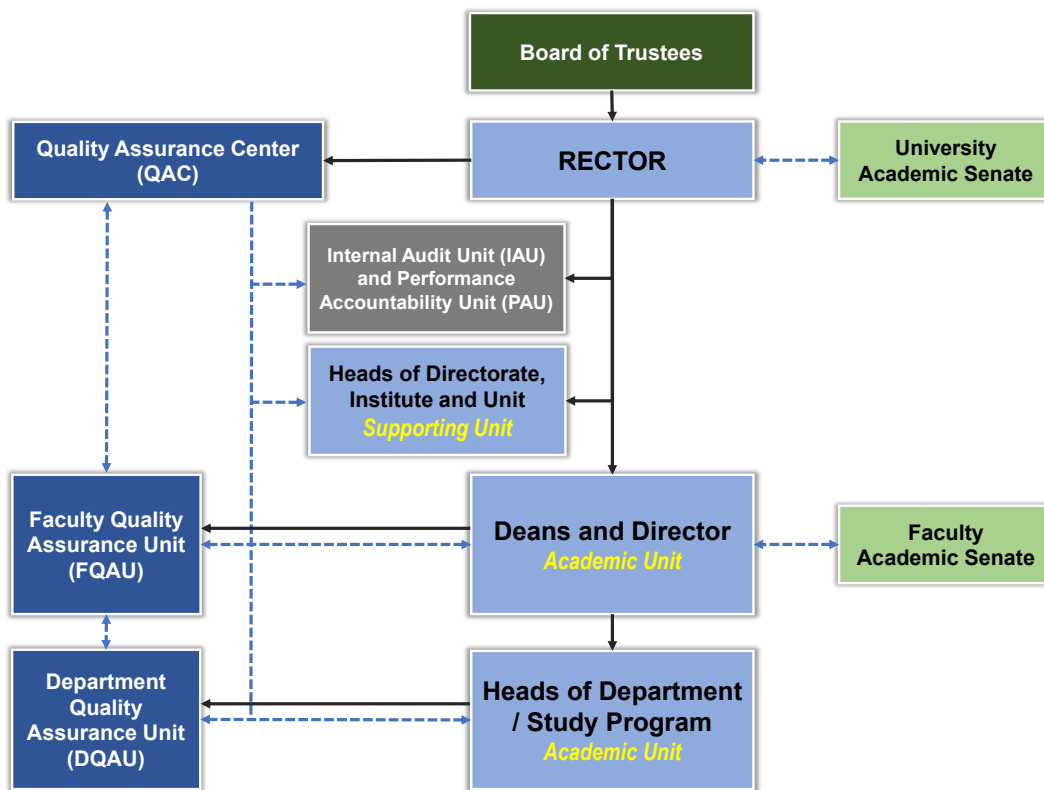 Board of Trustees
Quality Assurance Center
(QAC)
RECTOR
University
Academic Senate
Internal Audit Unit (IAU)
and Performance
Accountability Unit (PAU)
Heads of Directorate,
Institute and Unit
Supporting Unit
Faculty Quality
Assurance Unit
(FQAU)
Deans and Director
Academic Unit
Faculty
Academic Senate
Department
Quality
Assurance Unit
(DQAU)
Heads of Department
/ Study Program
Academic Unit